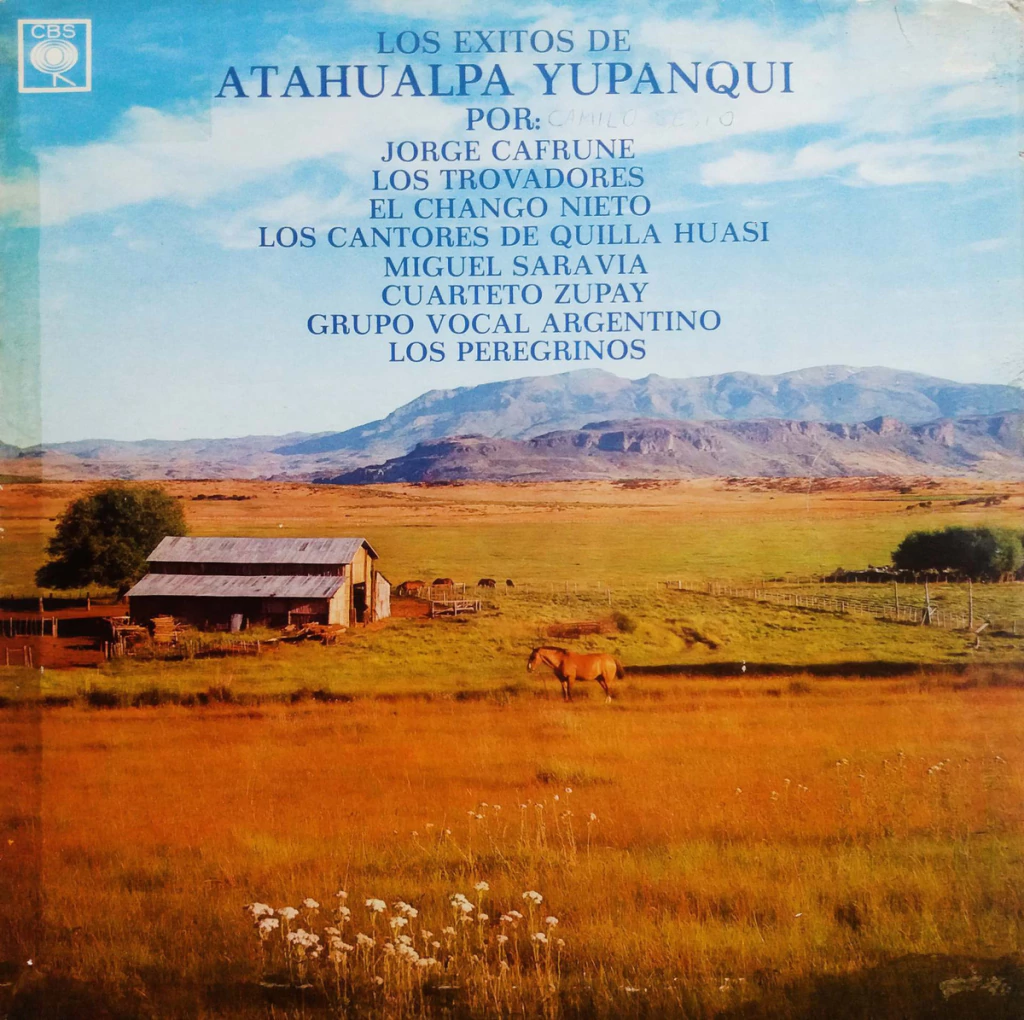 CBS
LOS EXITOS DE
ATAHUALPA YUPANQUI
POR: CAMILO
JORGE CAFRUNE
LOS TROVADORES
EL CHANGO NIETO
LOS CANTORES DE QUILLA HUASI
MIGUEL SARAVIA
CUARTETO ZUPAY
GRUPO VOCAL ARGENTINO
LOS PEREGRINOS